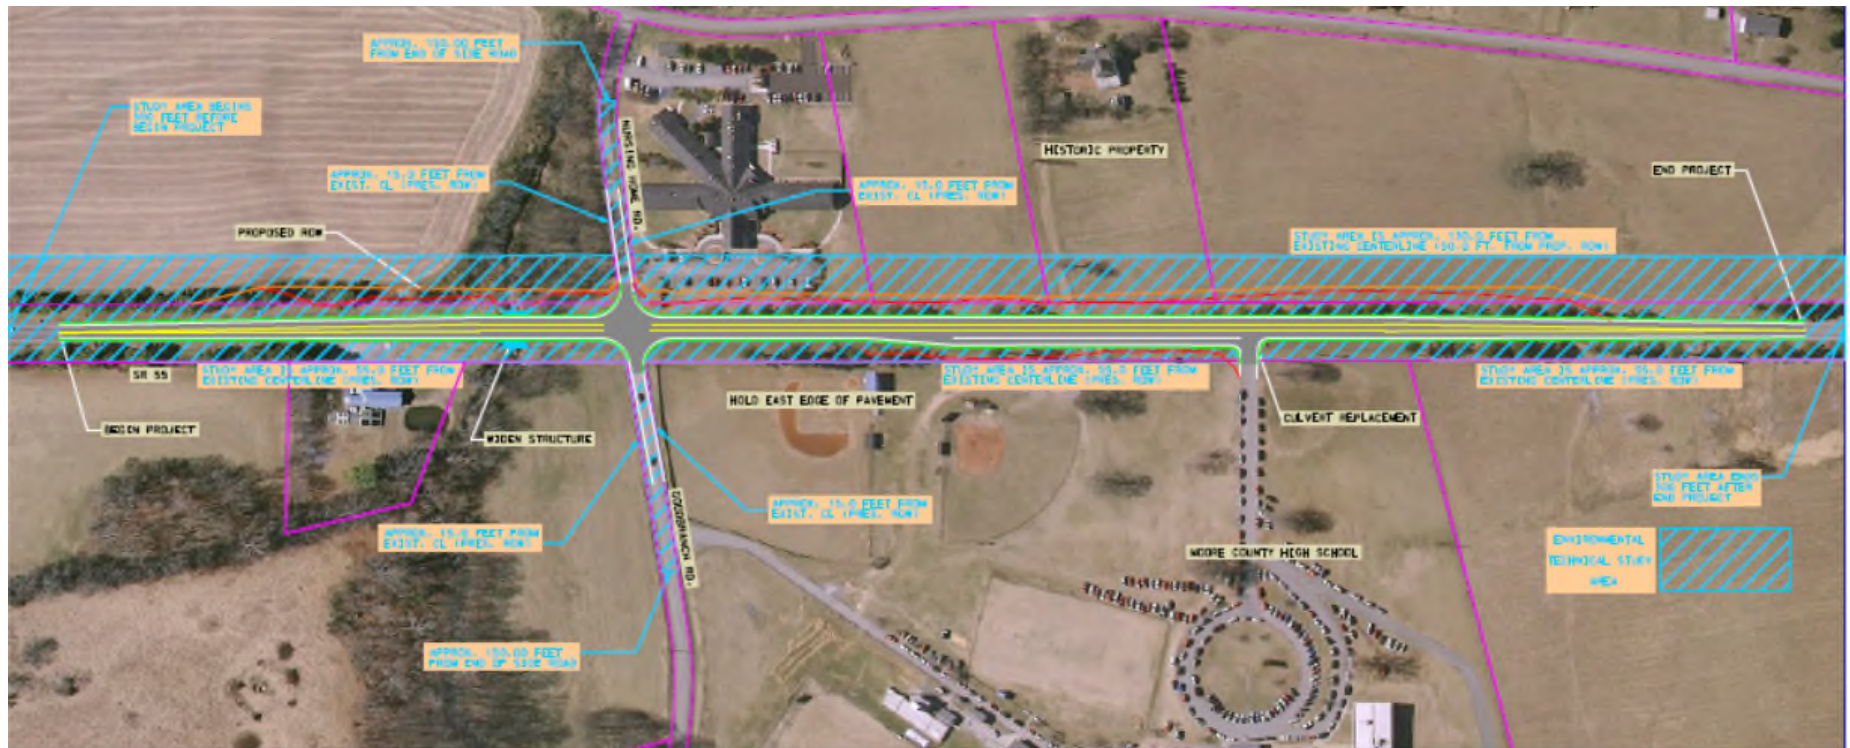 APPROX. 150.00 FEET
FROM END OF SIDE ROAD
STUDY AREA BEGINS
300 FEET BEFORE
BEGIN PROJECT
NURSING HOME RD.
HISTORIC PROPERTY
END PROJECT
APPROX. 15.0 FEET FROM
EXIST. CL (PRES. ROW)
APPROX. 15.0 FEET FROM
EXIST. CL (PRES. ROW)
PROPOSED ROW
STUDY AREA IS APPROX. 130.0 FEET FROM
EXISTING CENTERLINE (50.0 FT. FROM PROP. ROW)
SR 55
STUDY AREA IS APPROX. 55.0 FEET FROM
EXISTING CENTERLINE (PRES. ROW)
STUDY AREA IS APPROX. 55.0 FEET FROM
EXISTING CENTERLINE (PRES. ROW)
STUDY AREA IS APPROX. 55.0 FEET FROM
EXISTING CENTERLINE (PRES. ROW)
HOLD EAST EDGE OF PAVEMENT
CULVERT REPLACEMENT
BEGIN PROJECT
WIDEN STRUCTURE
STUDY AREA ENDS
300 FEET AFTER
END PROJECT
APPROX. 15.0 FEET FROM
EXIST. CL (PRES. ROW)
APPROX. 15.0 FEET FROM
EXIST. CL (PRES. ROW)
GOODBRANCH RD.
MOORE COUNTY HIGH SCHOOL
ENVIRONMENTAL
TECHNICAL STUDY
AREA
APPROX. 150.00 FEET
FROM END OF SIDE ROAD